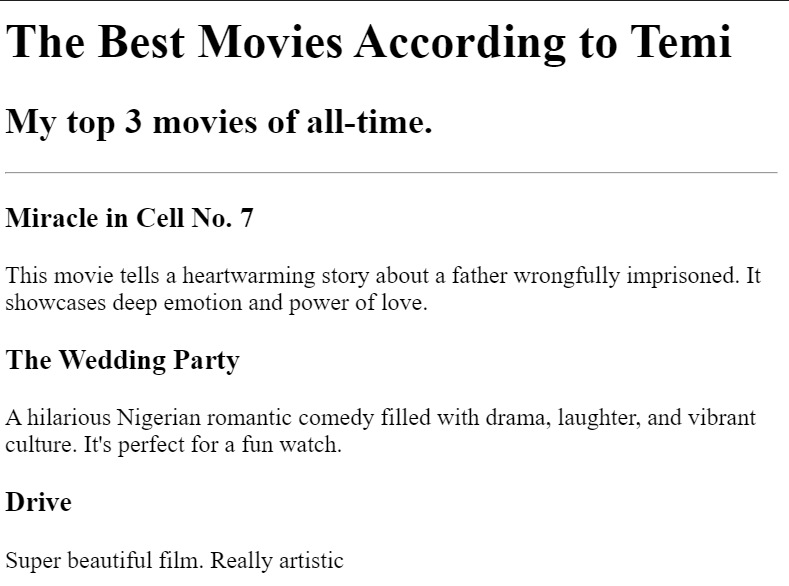 The Best Movies According to Temi
My top 3 movies of all-time.
Miracle in Cell No. 7
This movie tells a heartwarming story about a father wrongfully imprisoned. It
showcases deep emotion and power of love.
The Wedding Party
A hilarious Nigerian romantic comedy filled with drama, laughter, and vibrant
culture. It's perfect for a fun watch.
Drive
Super beautiful film. Really artistic